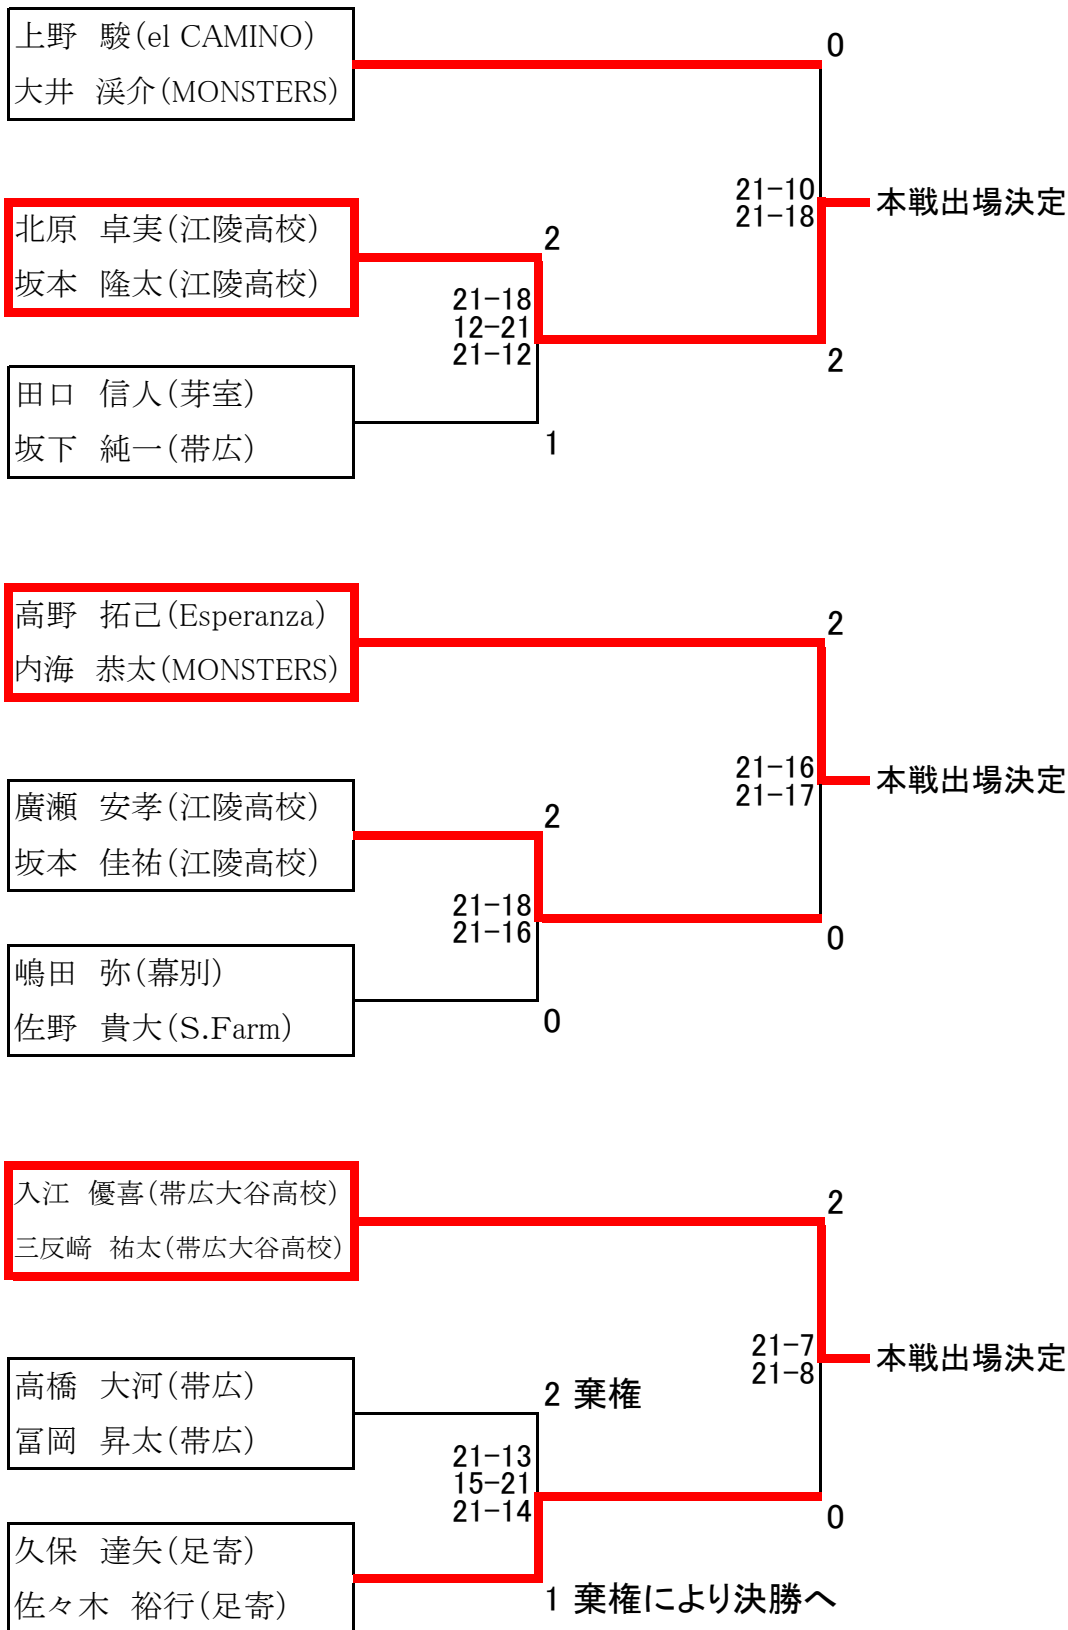 上野　駿(el CAMINO)
大井　渓介(MONSTERS)
0
21-10
21-18
本戦出場決定
北原　卓実(江陵高校)
坂本　隆太(江陵高校)
2
21-18
12-21
21-12
2
田口　信人(芽室)
坂下　純一(帯広)
1
高野　拓己(Esperanza)
内海　恭太(MONSTERS)
2
21-16
21-17
本戦出場決定
廣瀬　安孝(江陵高校)
坂本　佳祐(江陵高校)
2
21-18
21-16
0
嶋田　弥(幕別)
佐野　貴大(S.Farm)
0
入江　優喜(帯広大谷高校)
三反﨑　祐太(帯広大谷高校)
2
21-7
21-8
本戦出場決定
高橋　大河(帯広)
冨岡　昇太(帯広)
2 棄権
21-13
15-21
21-14
0
久保　達矢(足寄)
佐々木　裕行(足寄)
1 棄権により決勝へ